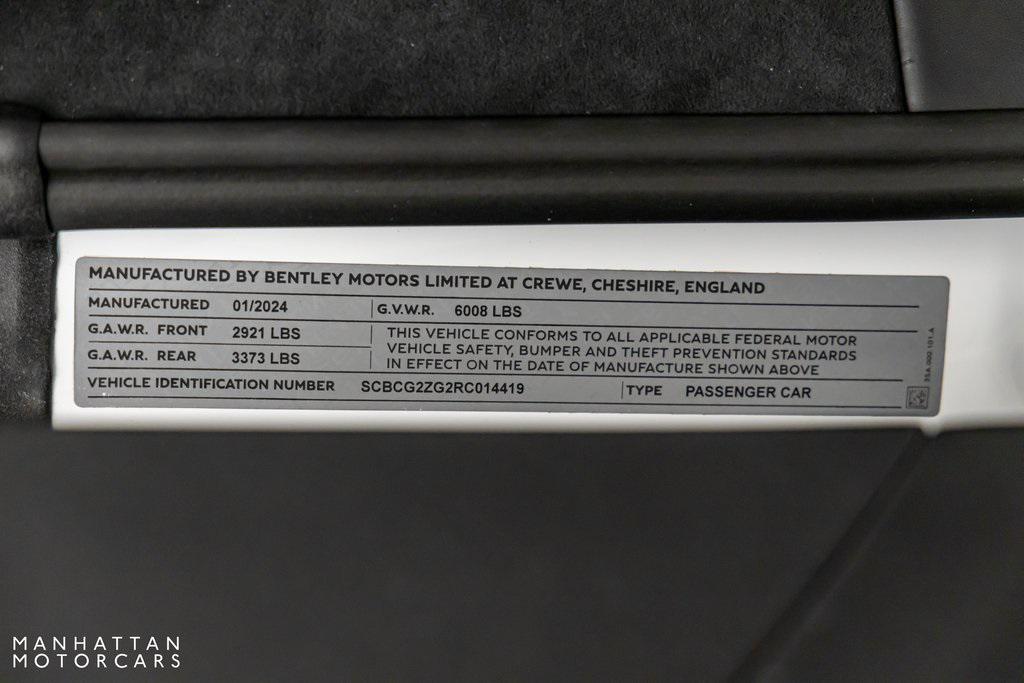 MANUFACTURED BY BENTLEY MOTORS LIMITED AT CREWE, CHESHIRE, ENGLAND
MANUFACTURED 01/2024 G.V.W.R. 6008 LBS
G.A.W.R. FRONT 2921 LBS
G.A.W.R. REAR 3373 LBS
THIS VEHICLE CONFORMS TO ALL APPLICABLE FEDERAL MOTOR
VEHICLE SAFETY, BUMPER AND THEFT PREVENTION STANDARDS
IN EFFECT ON THE DATE OF MANUFACTURE SHOWN ABOVE
VEHICLE IDENTIFICATION NUMBER SCBCG2ZG2RC014419 TYPE PASSENGER CAR
MANHATTAN
MOTORCARS